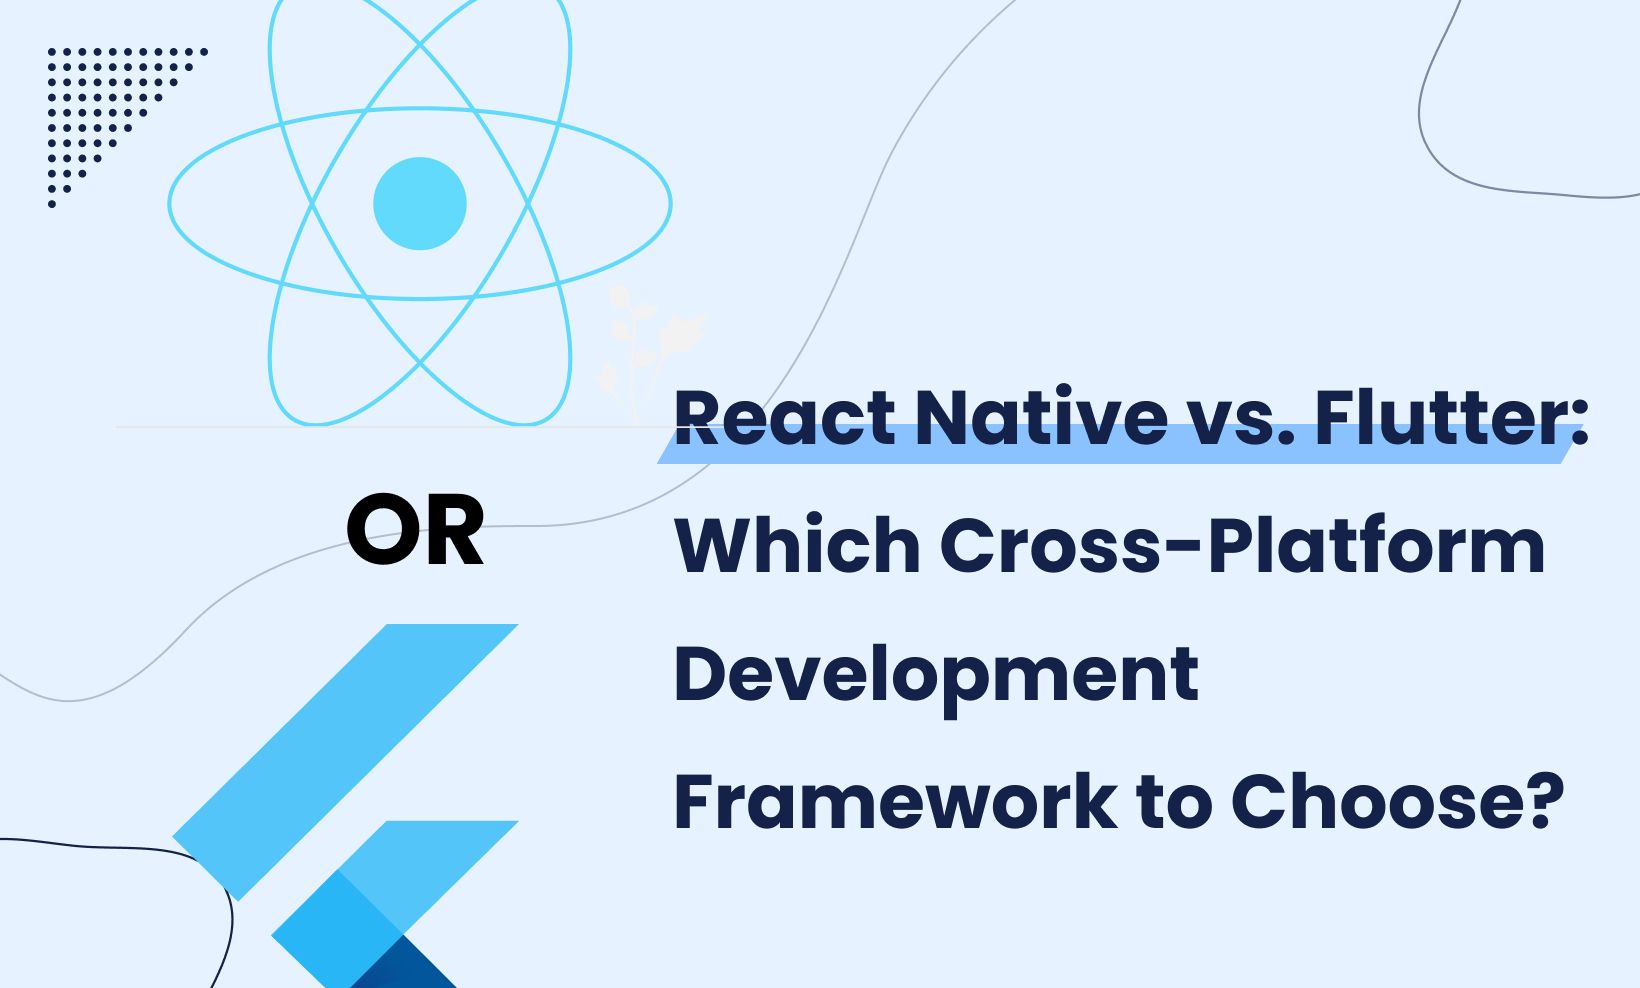 OR
React Native vs. Flutter:
Which Cross-Platform
Development
Framework to Choose?